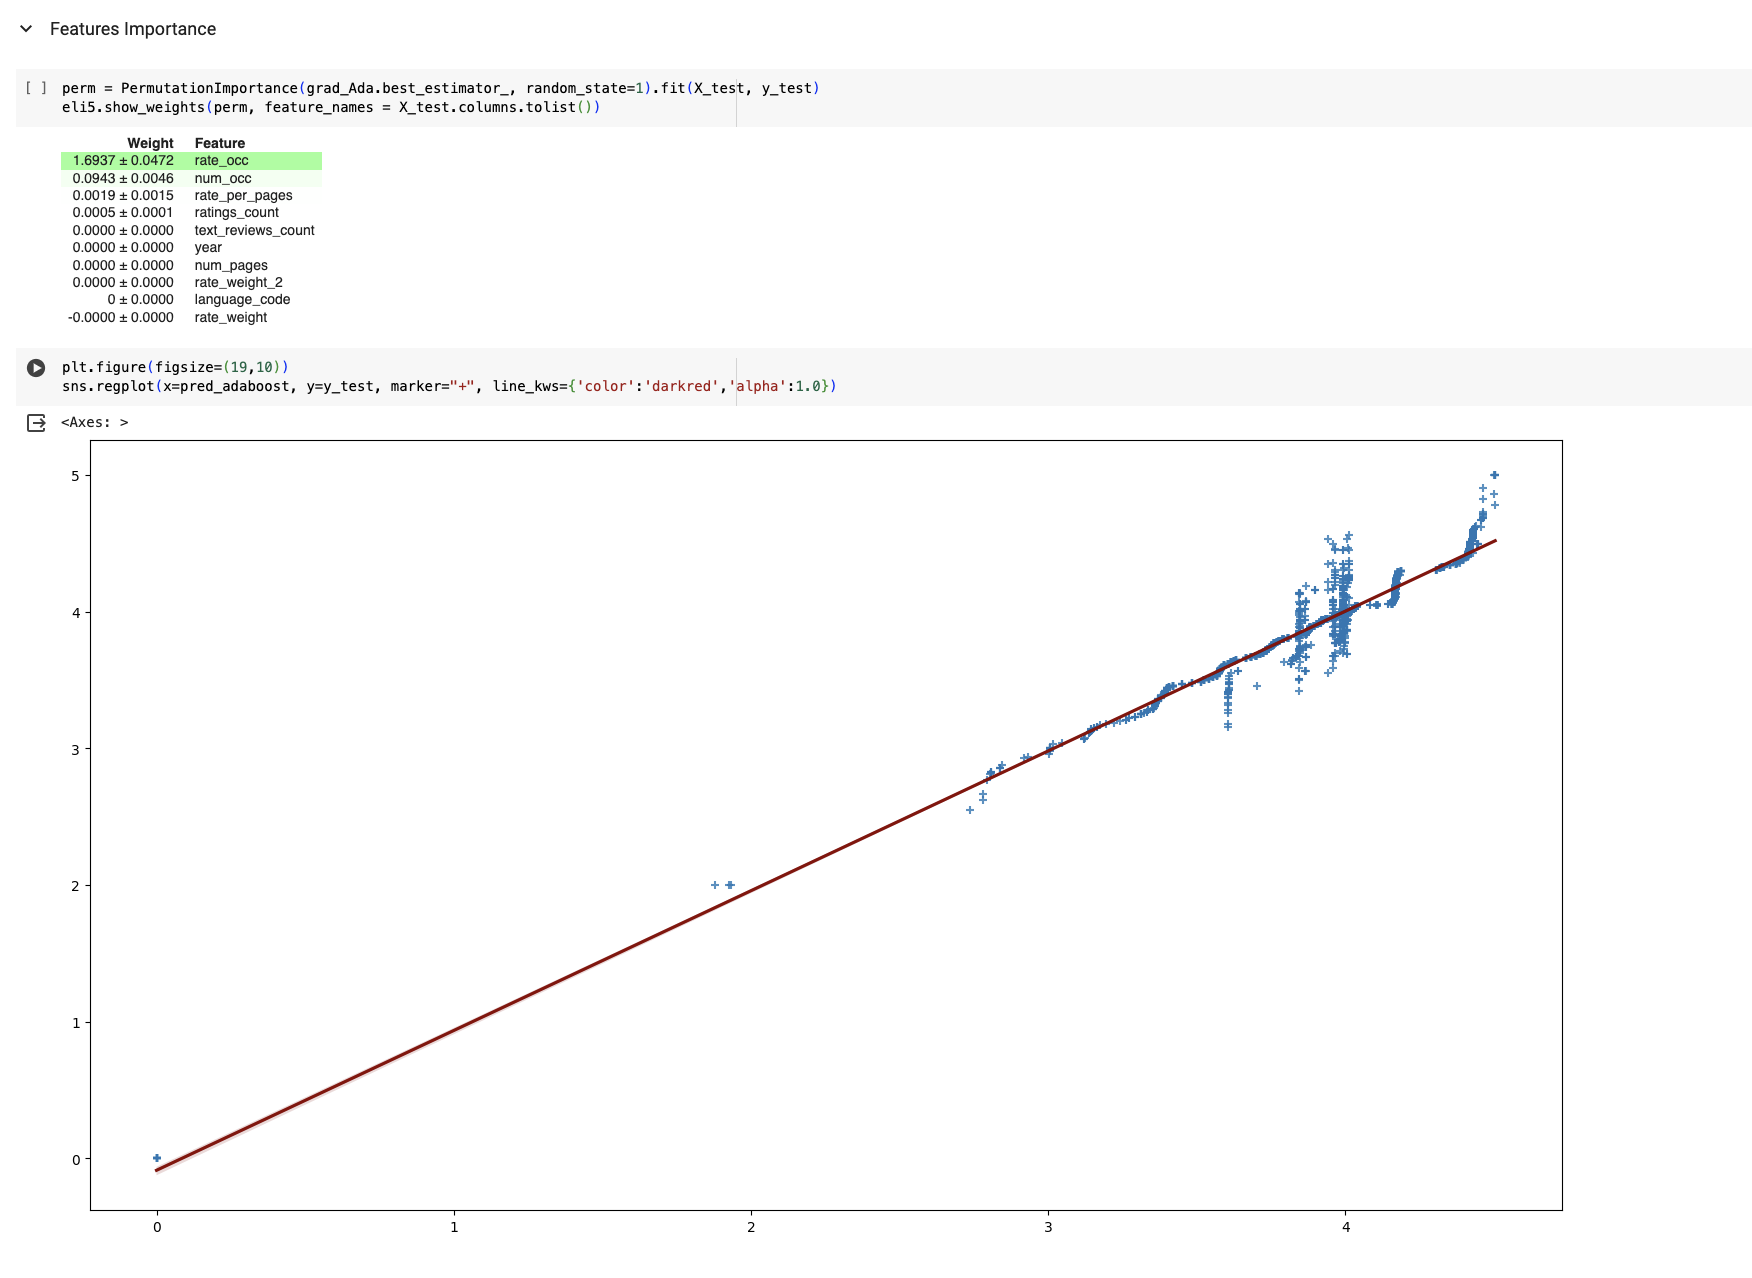 Features Importance
[ ] perm = PermutationImportance(grad_Ada.best_estimator_, random_state=1).fit(X_test, y_test)
eli5.show_weights(perm, feature_names = X_test.columns.tolist())
Weight Feature
1.6937 ± 0.0472 rate_occ
0.0943 ± 0.0046 num_occ
0.0019 ± 0.0015 rate_per_pages
0.0005 ± 0.0001 ratings_count
0.0000 ± 0.0000 text_reviews_count
0.0000 ± 0.0000 year
0.0000 ± 0.0000 num_pages
0.0000 ± 0.0000 rate_weight_2
0 ± 0.0000 language_code
-0.0000 ± 0.0000 rate_weight
plt.figure(figsize=(19,10))
sns.regplot(x=pred_adaboost, y=y_test, marker="+", line_kws={'color':'darkred','alpha':1.0})
<Axes: >
5
4
3
2
1
0
0 1 2 3 4